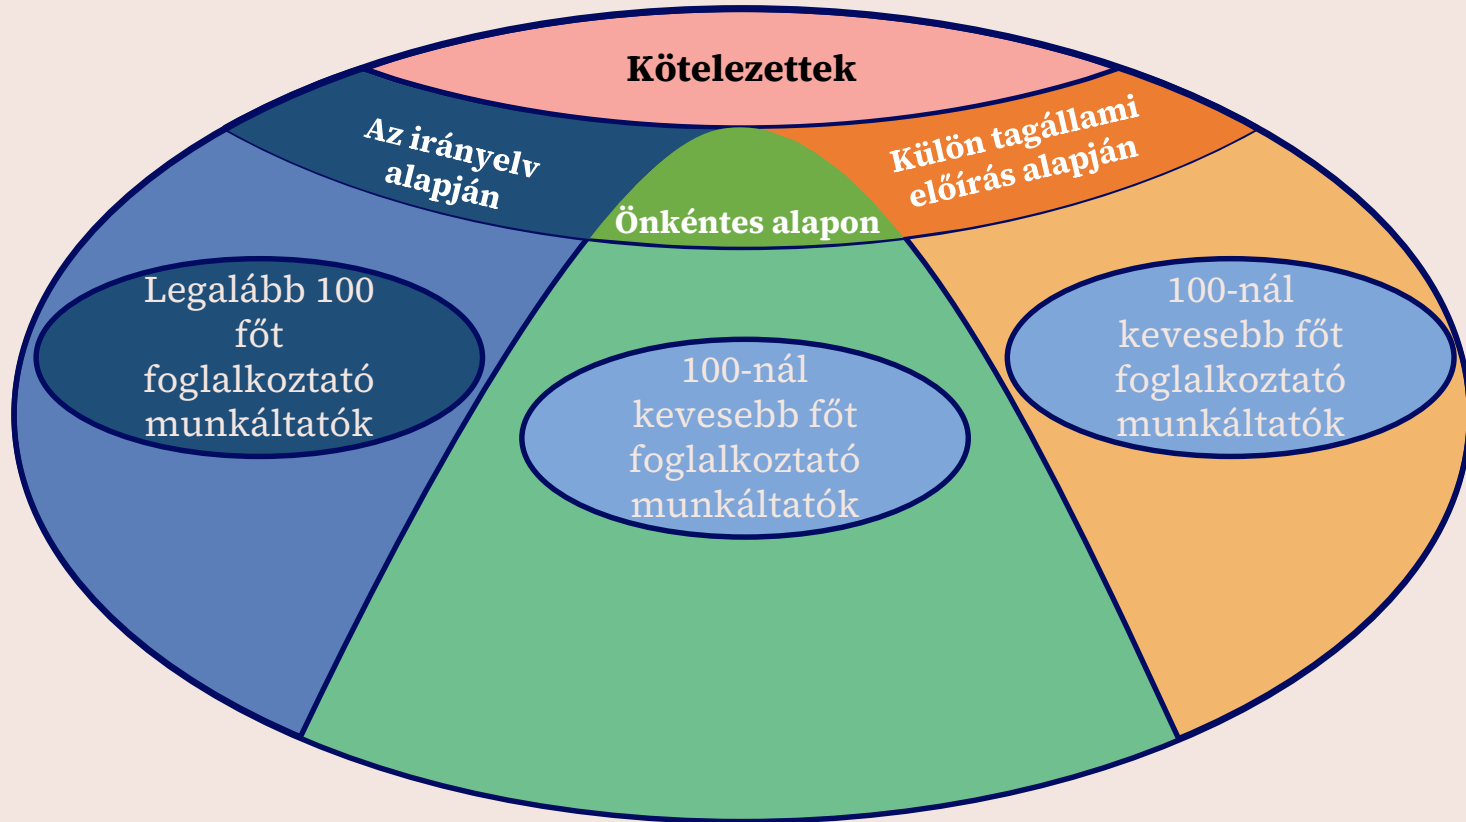 Kötelezettek
Az irányelv
alapján
Önkéntes alapon
Külön tagállami
előírás alapján
Legalább 100
főt
foglalkoztató
munkáltatók
100-nál
kevesebb főt
foglalkoztató
munkáltatók
100-nál
kevesebb főt
foglalkoztató
munkáltatók